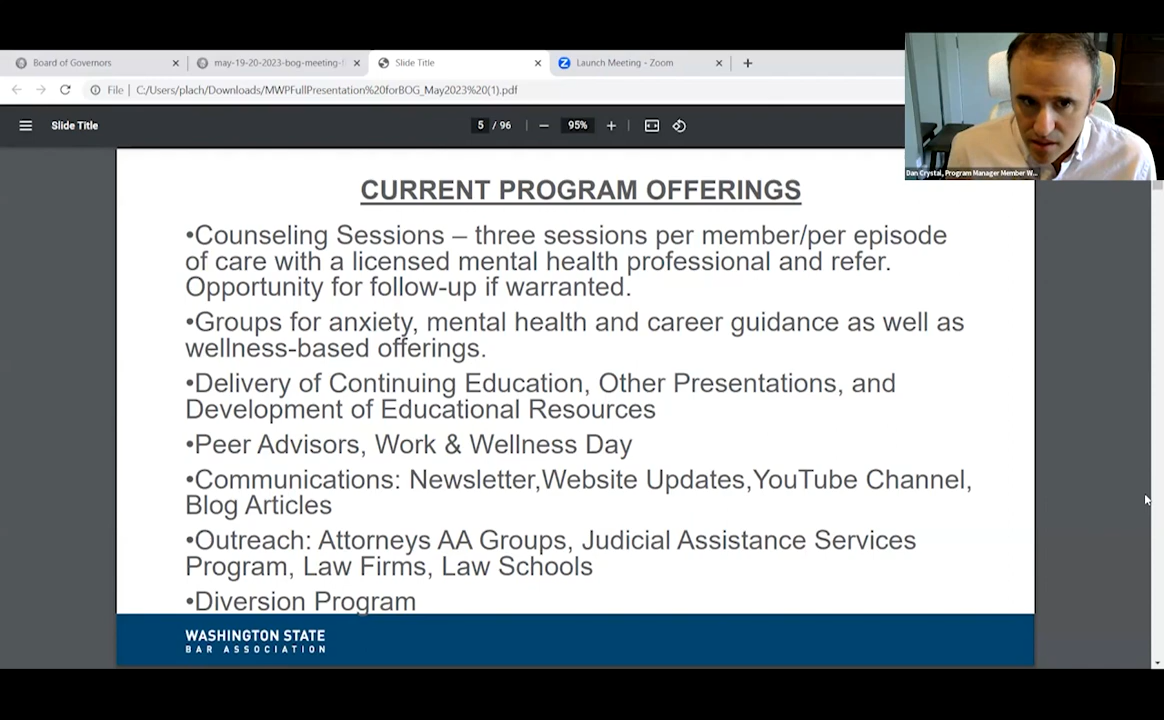 Board of Governors
may-19-20-2023-bog-meeting-
Slide Title
Launch Meeting - Zoom
File
C:/Users/plach/Downloads/MWPFullPresentation%20forBOG_May2023%20(1).pdf
Slide Title
5 / 96
95%
Dan Crystal, Program Manager Member W...
CURRENT PROGRAM OFFERINGS
•Counseling Sessions – three sessions per member/per episode
of care with a licensed mental health professional and refer.
Opportunity for follow-up if warranted.
•Groups for anxiety, mental health and career guidance as well as
wellness-based offerings.
•Delivery of Continuing Education, Other Presentations, and
Development of Educational Resources
•Peer Advisors, Work & Wellness Day
•Communications: Newsletter,Website Updates,YouTube Channel,
Blog Articles
•Outreach: Attorneys AA Groups, Judicial Assistance Services
Program, Law Firms, Law Schools
•Diversion Program
WASHINGTON STATE
BAR ASSOCIATION